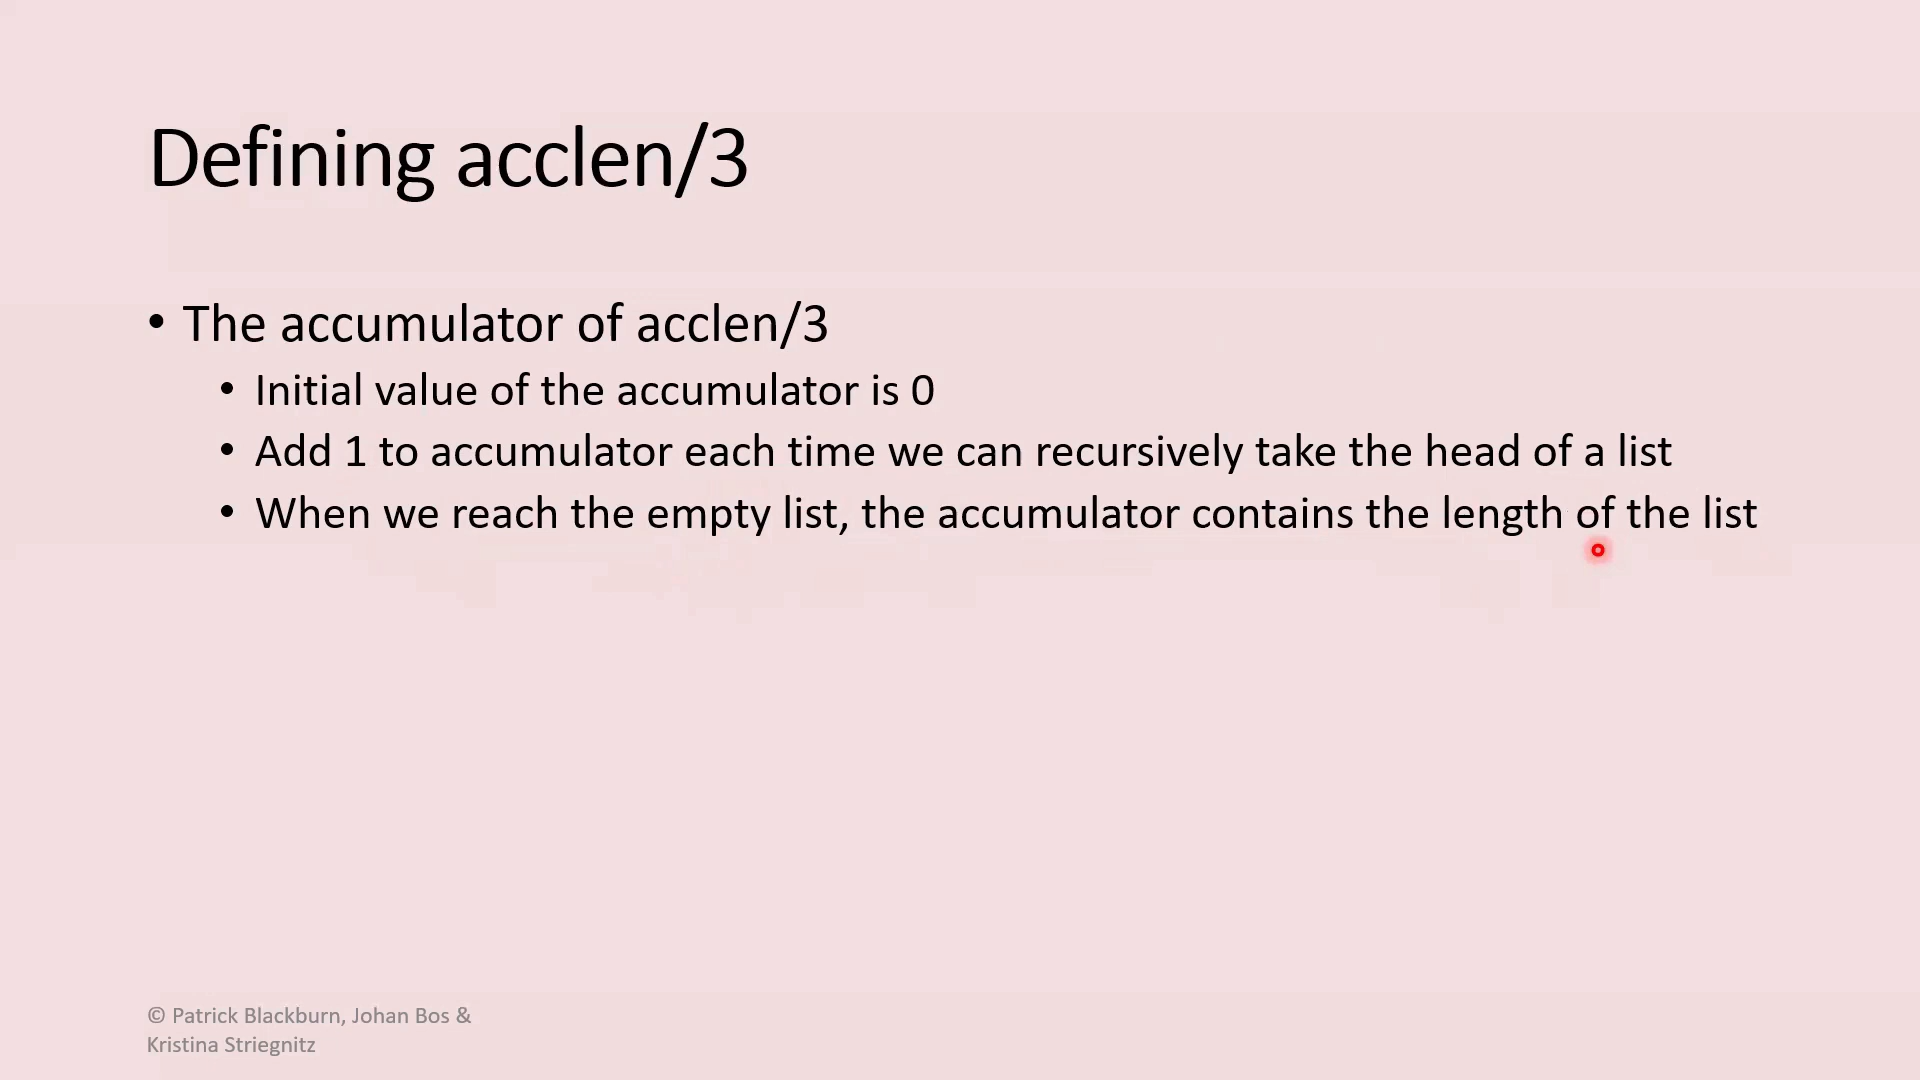 Defining acclen/3
• The accumulator of acclen/3
• Initial value of the accumulator is 0
• Add 1 to accumulator each time we can recursively take the head of a list
• When we reach the empty list, the accumulator contains the length of the list
© Patrick Blackburn, Johan Bos &
Kristina Striegnitz